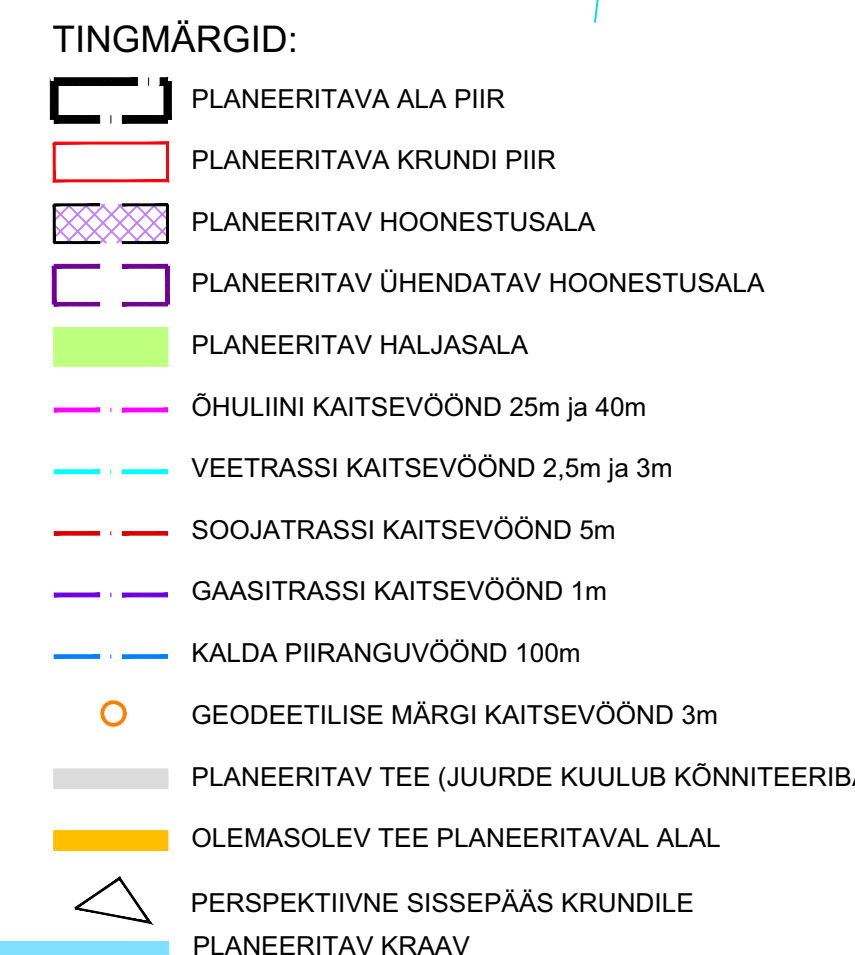 TINGMÄRGID:
PLANEERITAVA ALA PIIR
PLANEERITAVA KRUNDI PIIR
PLANEERITAV HOONESTUSALA
PLANEERITAV ÜHENDATAV HOONESTUSALA
PLANEERITAV HALJASALA
ÕHULIINI KAITSEVÖÖND 25m ja 40m
VEETRASSI KAITSEVÖÖND 2,5m ja 3m
SOOJATRASSI KAITSEVÖÖND 5m
GAASITRASSI KAITSEVÖÖND 1m
KALDA PIIRANGUVÖÖND 100m
GEODEETILISE MÄRGI KAITSEVÖÖND 3m
PLANEERITAV TEE (JUURDE KUULUB
OLEMASOLEV TEE PLANEERITAVAL ALAL
PERSPEKTIIVNE SISSEPÄÄS KRUNDILE
PLANEERITAV KRAAV